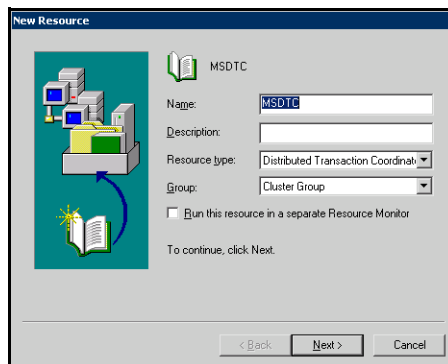 New Resource
MSDTC
Name: MSDTC
Description:
Resource type: Distributed Transaction Coordinat
Group: Cluster Group
Run this resource in a separate Resource Monitor
To continue, click Next.
< Back Next > Cancel